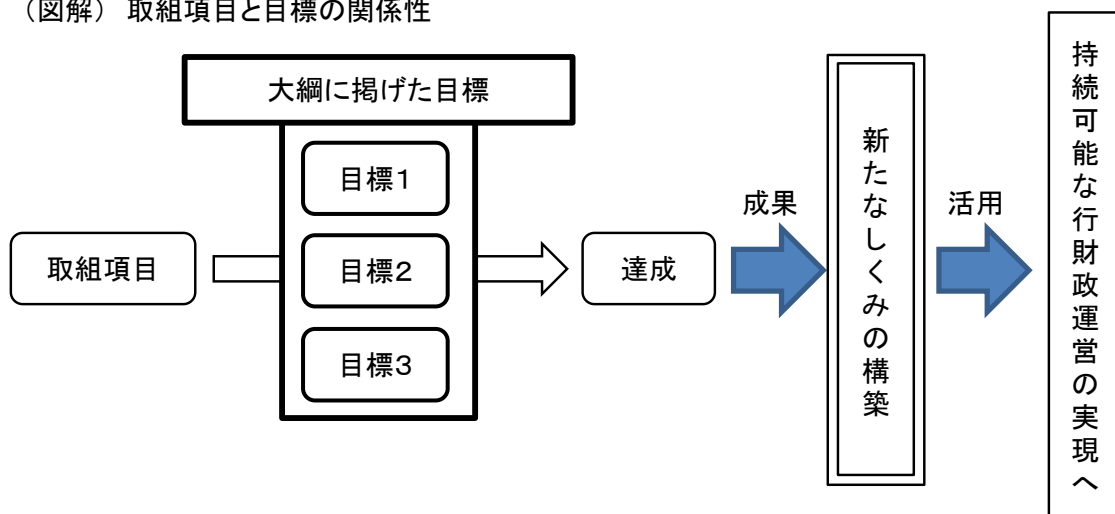 （図解） 取組項目と目標の関係性
大綱に掲げた目標
目標１
目標２
目標３
取組項目
達成
成果
新たなしくみの構築
活用
持続可能な行財政運営の実現へ